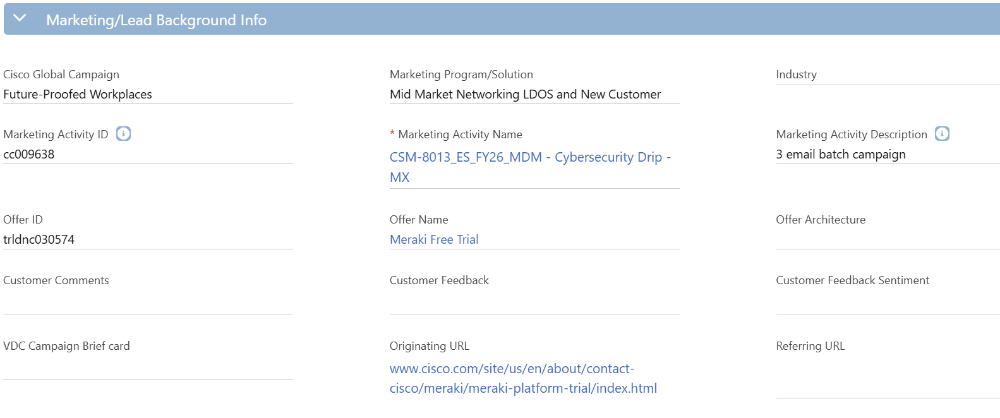 Marketing/Lead Background Info
Cisco Global Campaign
Future-Proofed Workplaces
Marketing Program/Solution
Mid Market Networking LDOS and New Customer
Industry
Marketing Activity ID
cc009638
* Marketing Activity Name
CSM-8013_ES_FY26_MDM - Cybersecurity Drip -
MX
Marketing Activity Description
3 email batch campaign
Offer ID
trldnc030574
Offer Name
Meraki Free Trial
Offer Architecture
Customer Comments
Customer Feedback
Customer Feedback Sentiment
VDC Campaign Brief card
Originating URL
www.cisco.com/site/us/en/about/contact-
cisco/meraki/meraki-platform-trial/index.html
Referring URL